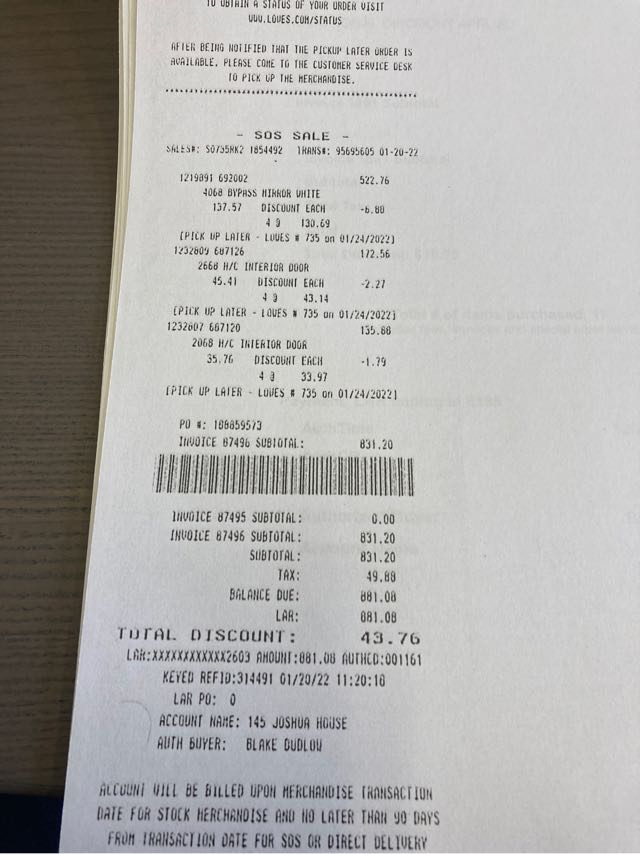 TO OBTAIN A STATUS OF YOUR ORDER VISIT
WWW.LOWES.COM/STATUS
AFTER BEING NOTIFIED THAT THE PICKUP LATER ORDER IS
AVAILABLE, PLEASE COME TO THE CUSTOMER SERVICE DESK
TO PICK UP THE MERCHANDISE.
- SOS SALE -
SALES#: S0735RK2 1854492 TRANS#: 95695605 01-20-22
1219891 692002 522.76
4068 BYPASS MIRROR WHITE
137.57 DISCOUNT EACH -6.88
4 @ 130.69
[PICK UP LATER - LOWES # 735 on 01/24/2022]
1232809 687126 172.56
2668 H/C INTERIOR DOOR
45.41 DISCOUNT EACH -2.27
4 @ 43.14
[PICK UP LATER - LOWES # 735 on 01/24/2022]
1232807 687120 135.88
2068 H/C INTERIOR DOOR
35.76 DISCOUNT EACH -1.79
4 @ 33.97
[PICK UP LATER - LOWES # 735 on 01/24/2022]
PO #: 188859573
INVOICE 87496 SUBTOTAL: 831.20
INVOICE 87495 SUBTOTAL: 0.00
INVOICE 87496 SUBTOTAL: 831.20
SUBTOTAL: 831.20
TAX: 49.88
BALANCE DUE: 881.08
LAR: 881.08
TOTAL DISCOUNT: 43.76
LAR:XXXXXXXXXXXX2603 AMOUNT:881.08 AUTHCD:001161
KEYED REFID:314491 01/20/22 11:20:18
LAR PO: 0
ACCOUNT NAME: 145 JOSHUA HOUSE
AUTH BUYER: BLAKE DUDLOW
ACCOUNT WILL BE BILLED UPON MERCHANDISE TRANSACTION
DATE FOR STOCK MERCHANDISE AND NO LATER THAN 90 DAYS
FROM TRANSACTION DATE FOR SOS OR DIRECT DELIVERY